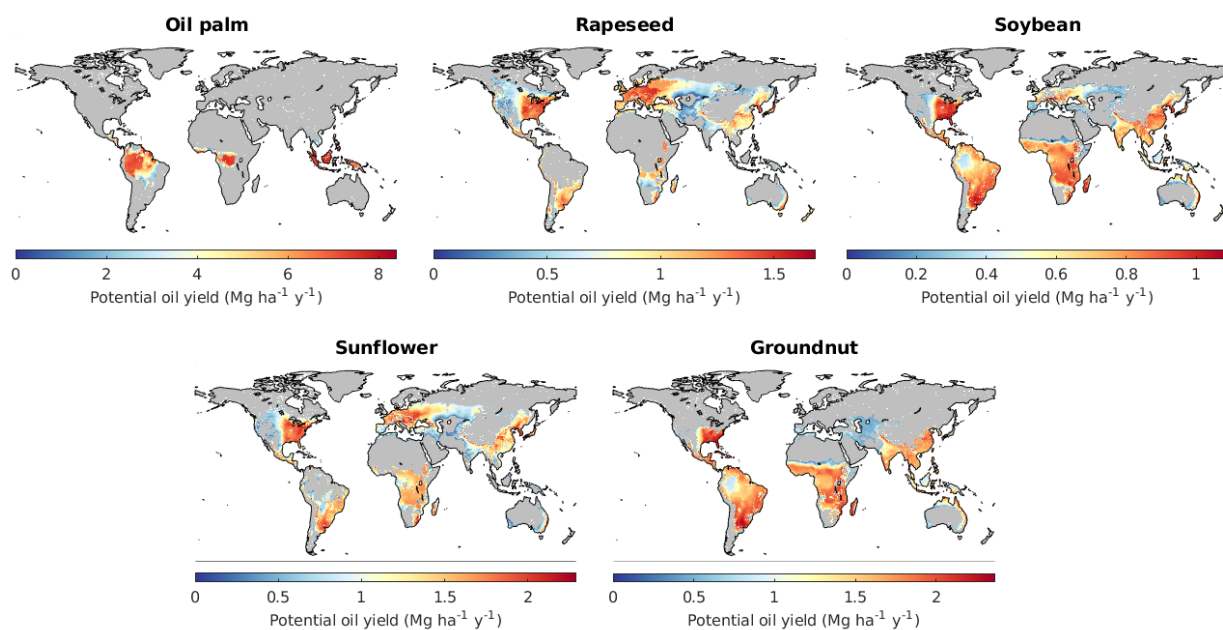 Oil palm
Rapeseed
Soybean
0 2 4 6 8
0 0.5 1 1.5
0 0.2 0.4 0.6 0.8 1
Potential oil yield (Mg ha⁻¹ y⁻¹)
Potential oil yield (Mg ha⁻¹ y⁻¹)
Potential oil yield (Mg ha⁻¹ y⁻¹)
Sunflower
Groundnut
0 0.5 1 1.5 2
0 0.5 1 1.5 2
Potential oil yield (Mg ha⁻¹ y⁻¹)
Potential oil yield (Mg ha⁻¹ y⁻¹)